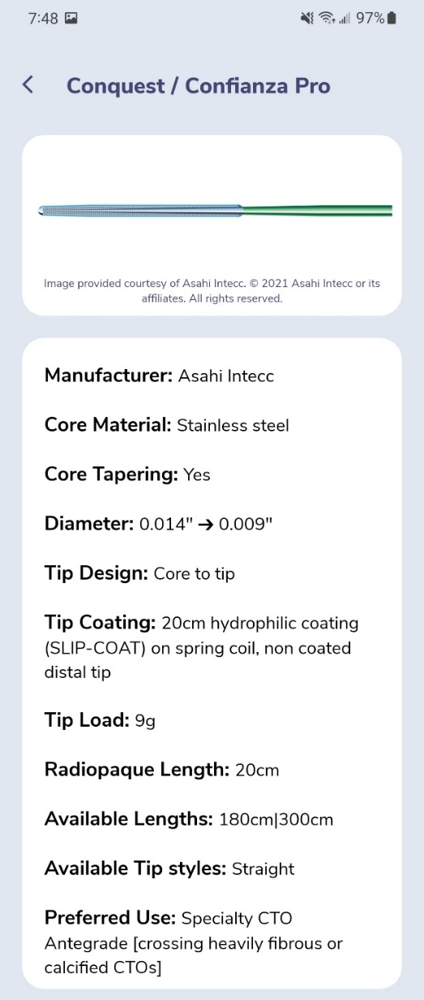 7:48 97%
Conquest / Confianza Pro
Image provided courtesy of Asahi Intecc. © 2021 Asahi Intecc or its
affiliates. All rights reserved.
Manufacturer: Asahi Intecc
Core Material: Stainless steel
Core Tapering: Yes
Diameter: 0.014" ➔ 0.009"
Tip Design: Core to tip
Tip Coating: 20cm hydrophilic coating
(SLIP-COAT) on spring coil, non coated
distal tip
Tip Load: 9g
Radiopaque Length: 20cm
Available Lengths: 180cm|300cm
Available Tip styles: Straight
Preferred Use: Specialty CTO
Antegrade [crossing heavily fibrous or
calcified CTOs]